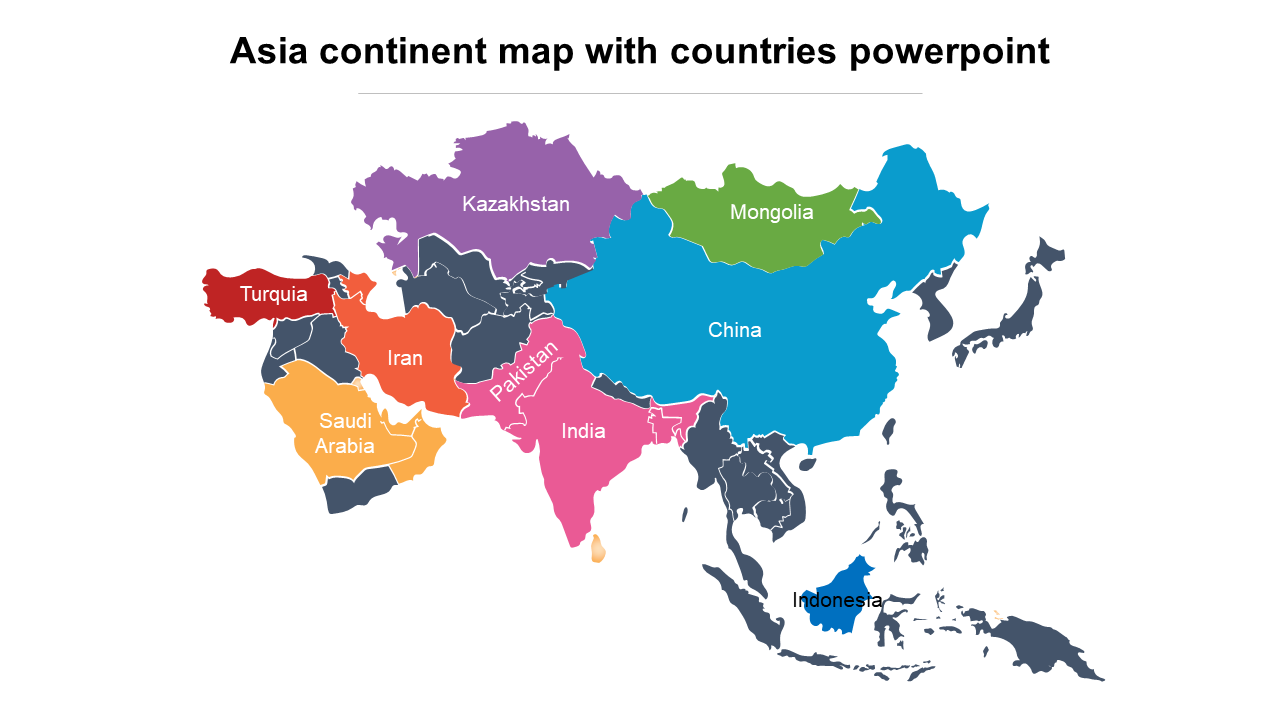 Asia continent map with countries powerpoint
Kazakhstan
Mongolia
Turquia
China
Iran
Pakistan
Saudi
Arabia
India
Indonesia